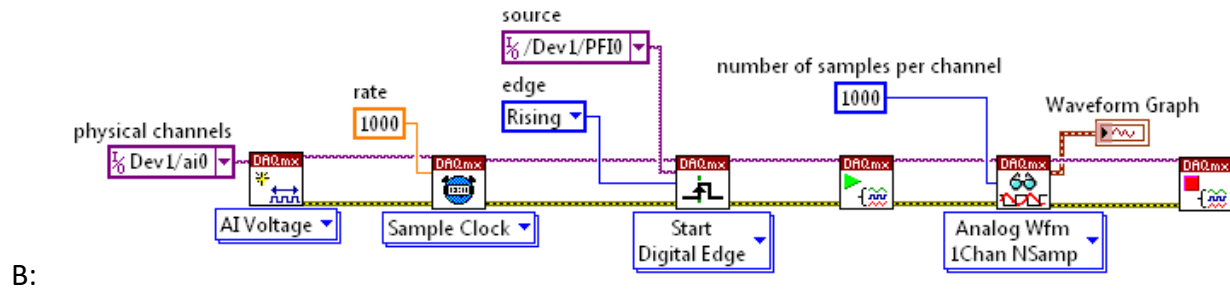 source
I/O /Dev1/PFI0
edge
Rising
number of samples per channel
1000
rate
1000
Waveform Graph
physical channels
I/O Dev1/ai0
DAQmx
DAQmx
DAQmx
DAQmx
DAQmx
DAQmx
AI Voltage
Sample Clock
Start
Digital Edge
Analog Wfm
1Chan NSamp
B: